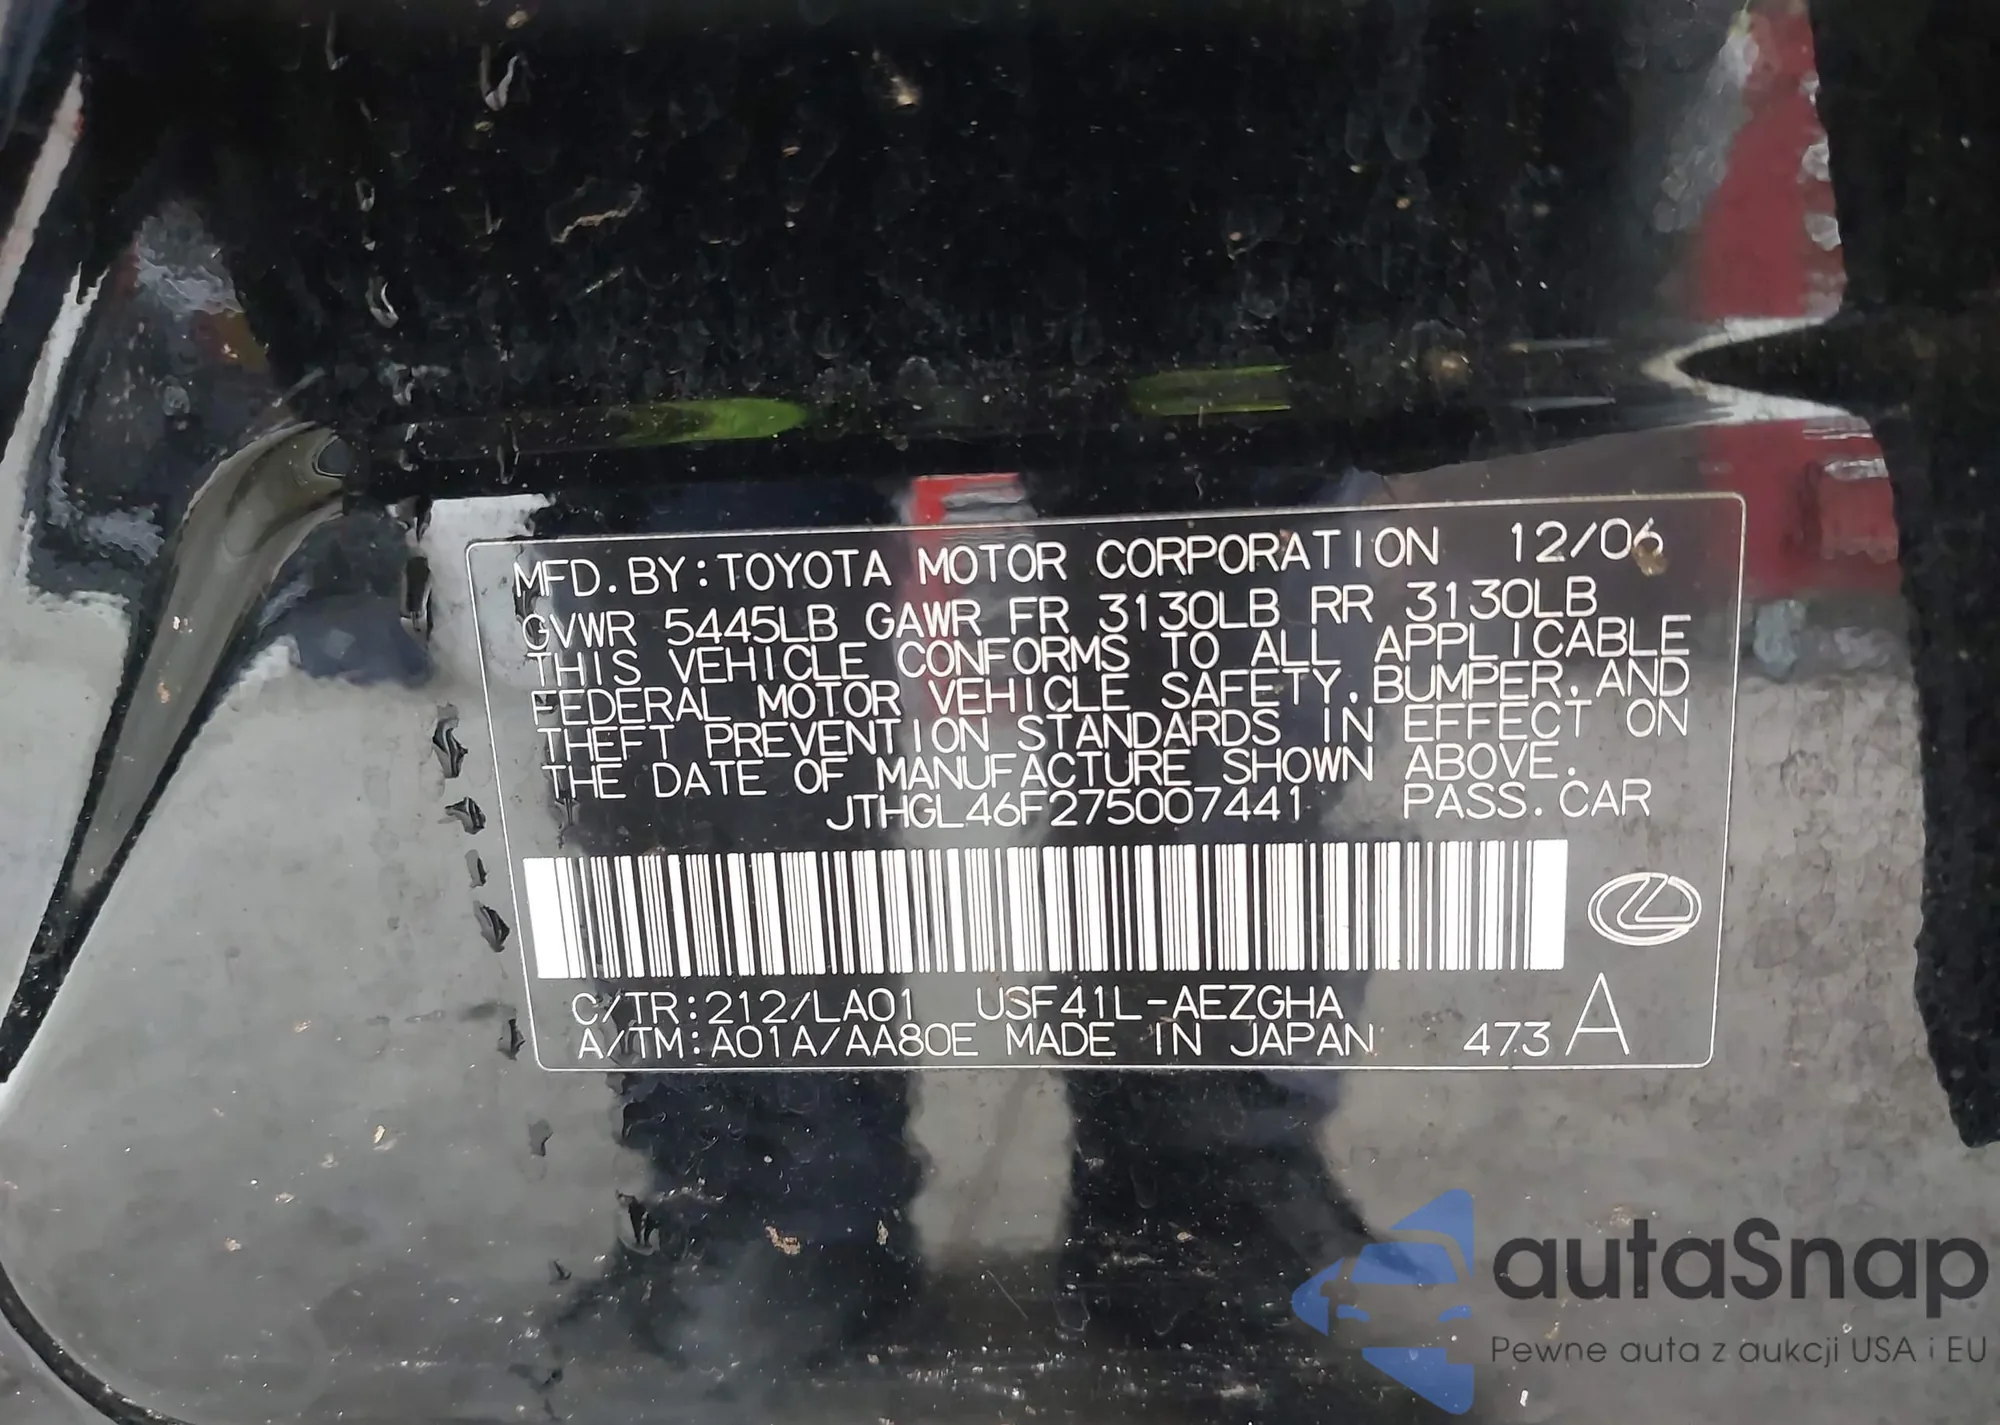 MFD.BY:TOYOTA MOTOR CORPORATION 12/06
GVWR 5445LB GAWR FR 3130LB RR 3130LB
THIS VEHICLE CONFORMS TO ALL APPLICABLE
FEDERAL MOTOR VEHICLE SAFETY, BUMPER, AND
THEFT PREVENTION STANDARDS IN EFFECT ON
THE DATE OF MANUFACTURE SHOWN ABOVE.
JTHGL46F275007441 PASS.CAR
C/TR:212/LA01 USF41L-AEZGHA
A/TM:A01A/AA80E MADE IN JAPAN 473 A
autaSnap
Pewne auta z aukcji USA i EU